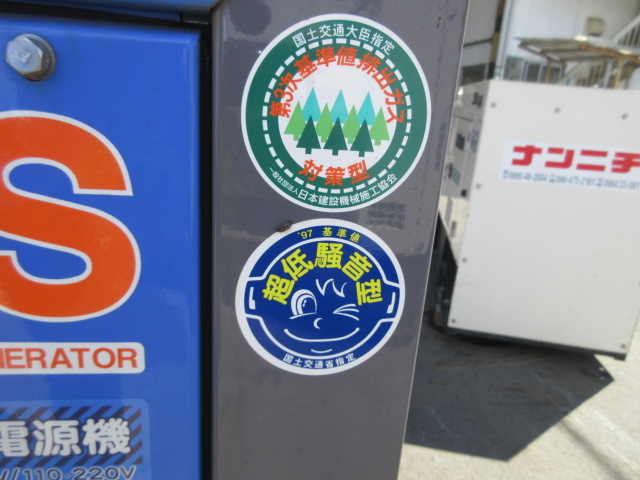 国土交通大臣指定
第3次基準値排出ガス
対策型
一般社団法人日本建設機械施工協会
'97 基準値
超低騒音型
国土交通省指定
S
NERATOR
電源機
110-220V
ナンニチ